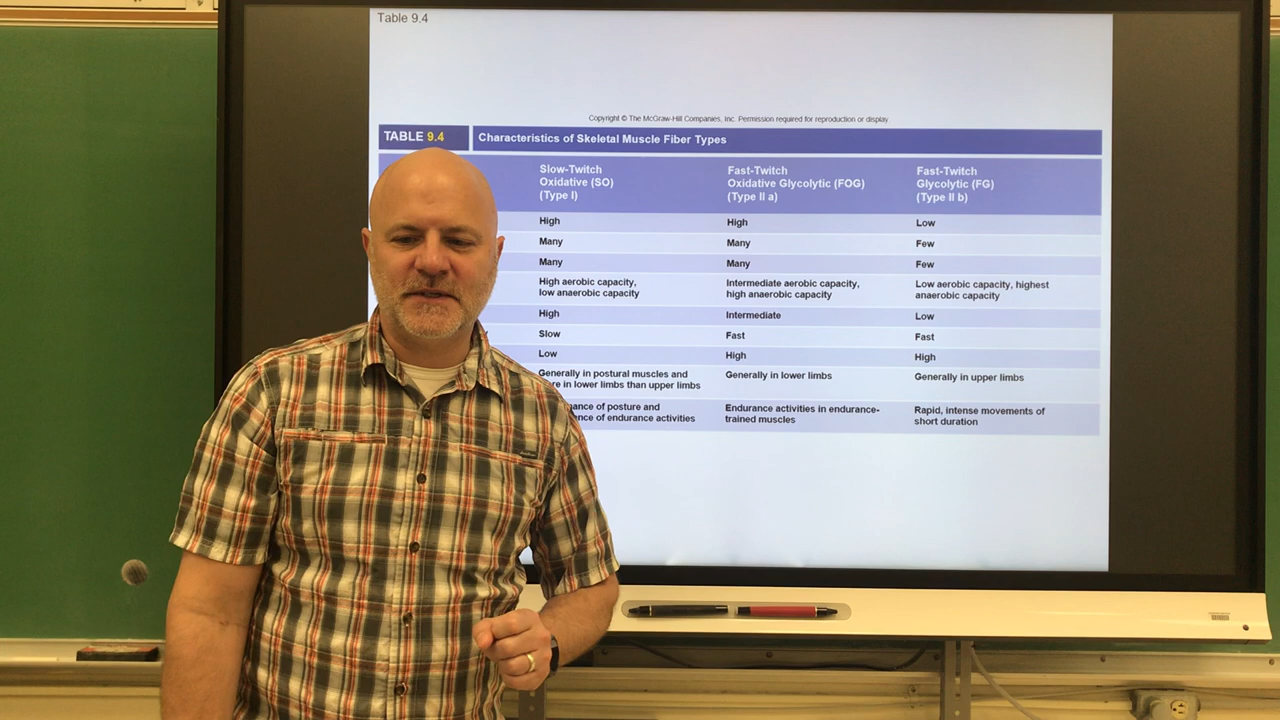 Table 9.4
Copyright © The McGraw-Hill Companies, Inc. Permission required for reproduction or display
TABLE 9.4 Characteristics of Skeletal Muscle Fiber Types
Slow-Twitch Fast-Twitch Fast-Twitch
Oxidative (SO) Oxidative Glycolytic (FOG) Glycolytic (FG)
(Type I) (Type II a) (Type II b)
High High Low
Many Many Few
Many Many Few
High aerobic capacity, Intermediate aerobic capacity, Low aerobic capacity, highest
low anaerobic capacity high anaerobic capacity anaerobic capacity
High Intermediate Low
Slow Fast Fast
Low High High
Generally in postural muscles and Generally in lower limbs Generally in upper limbs
in lower limbs than upper limbs
of posture and Endurance activities in endurance- Rapid, intense movements of
of endurance activities trained muscles short duration